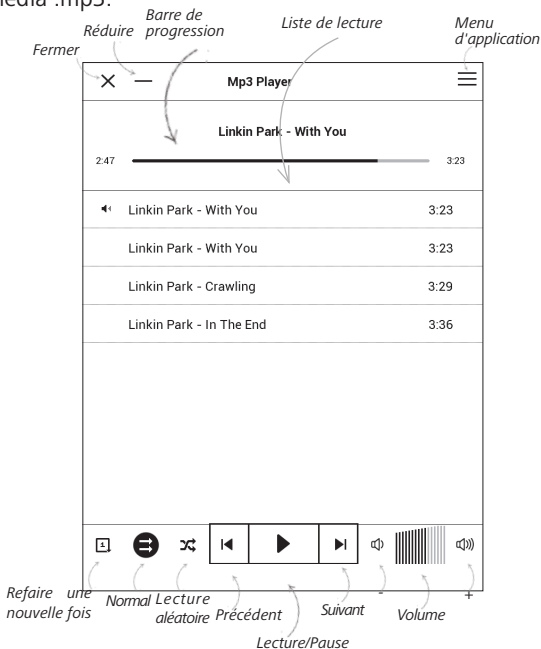 média .mp3.
Barre de
progression
Réduire
Fermer
Liste de lecture
Menu
d'application
Mp3 Player
Linkin Park - With You
2:47
3:23
Linkin Park - With You 3:23
Linkin Park - With You 3:23
Linkin Park - Crawling 3:29
Linkin Park - In The End 3:36
1
Refaire une
nouvelle fois
Normal
Lecture
aléatoire
Précédent
Lecture/Pause
Suivant
-
Volume
+